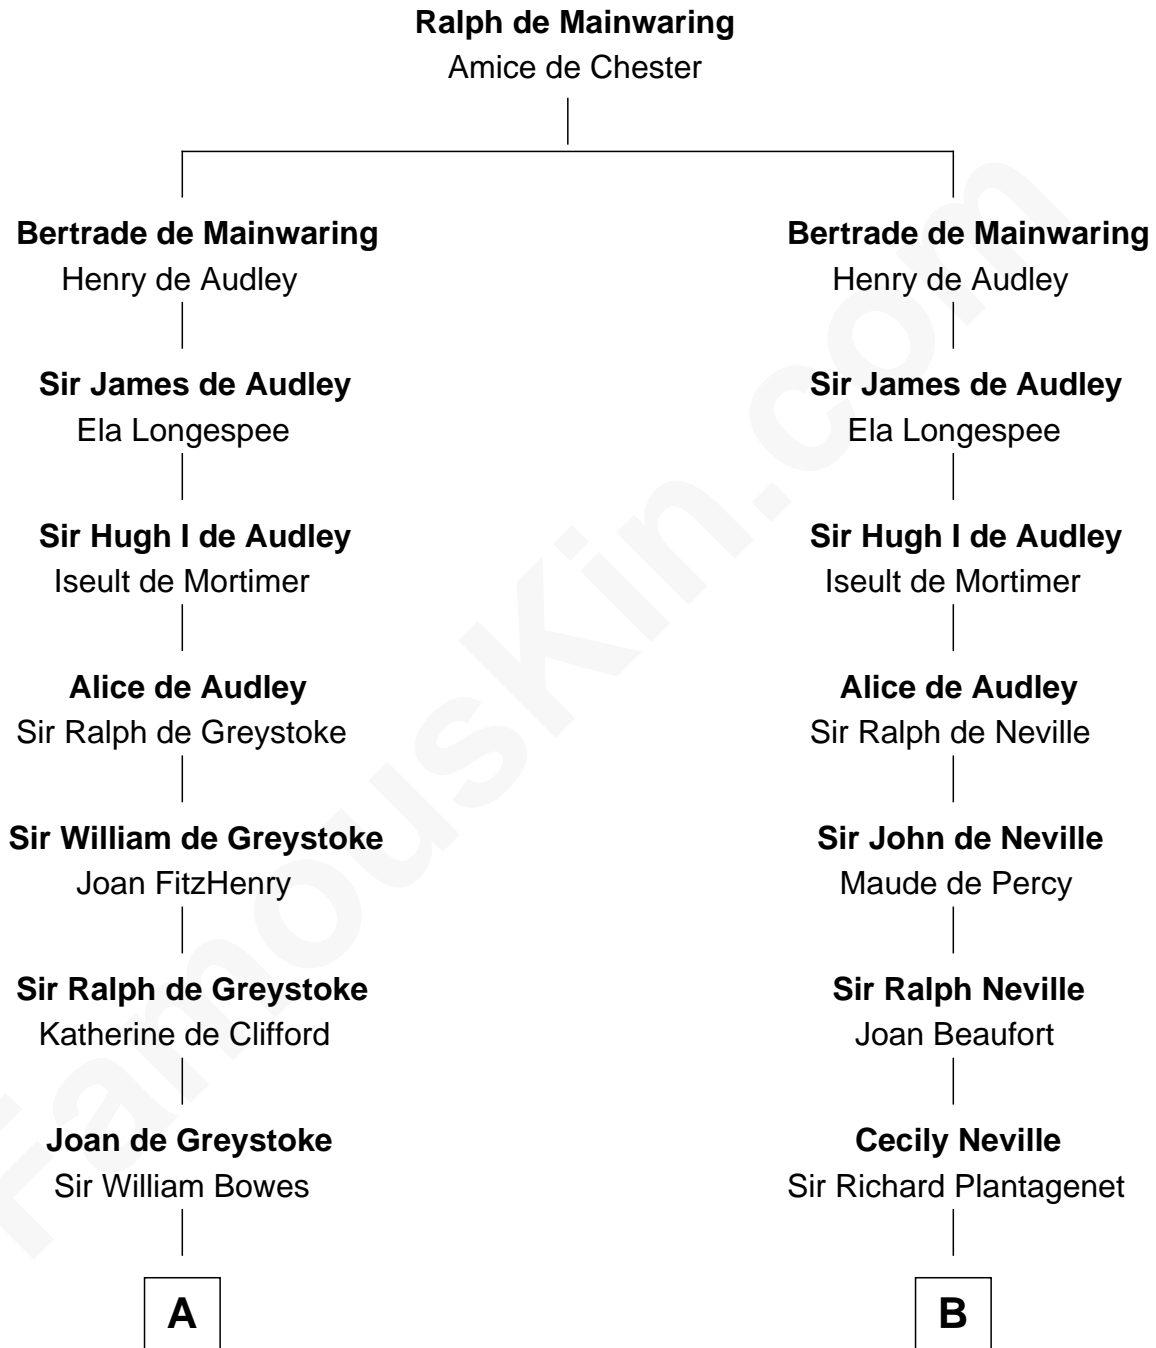 Ralph de Mainwaring
Amice de Chester
Bertrade de Mainwaring
Henry de Audley
Sir James de Audley
Ela Longespee
Sir Hugh I de Audley
Iseult de Mortimer
Alice de Audley
Sir Ralph de Greystoke
Sir William de Greystoke
Joan FitzHenry
Sir Ralph de Greystoke
Katherine de Clifford
Joan de Greystoke
Sir William Bowes
A
Bertrade de Mainwaring
Henry de Audley
Sir James de Audley
Ela Longespee
Sir Hugh I de Audley
Iseult de Mortimer
Alice de Audley
Sir Ralph de Neville
Sir John de Neville
Maude de Percy
Sir Ralph Neville
Joan Beaufort
Cecily Neville
Sir Richard Plantagenet
B
FamousKin.com